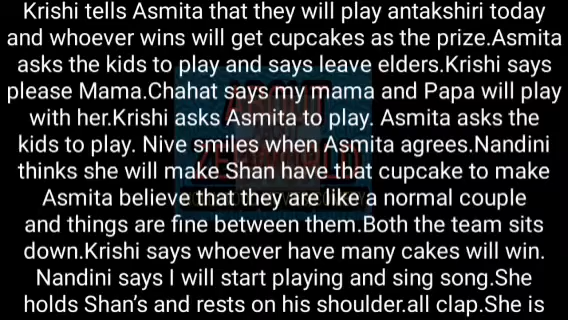 Krishi tells Asmita that they will play antakshiri today
and whoever wins will get cupcakes as the prize.Asmita
asks the kids to play and says leave elders.Krishi says
please Mama.Chahat says my mama and Papa will play
with her.Krishi asks Asmita to play. Asmita asks the
kids to play. Nive smiles when Asmita agrees.Nandini
thinks she will make Shan have that cupcake to make
Asmita believe that they are like a normal couple
and things are fine between them.Both the team sits
down.Krishi says whoever have many cakes will win.
Nandini says I will start playing and sing song.She
holds Shan’s and rests on his shoulder.all clap.She is